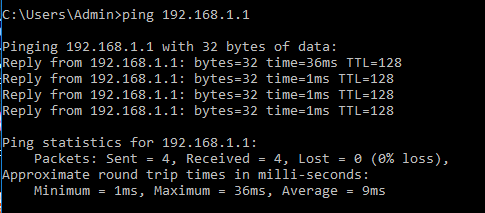 C:\Users\Admin>ping 192.168.1.1
Pinging 192.168.1.1 with 32 bytes of data:
Reply from 192.168.1.1: bytes=32 time=36ms TTL=128
Reply from 192.168.1.1: bytes=32 time=1ms TTL=128
Reply from 192.168.1.1: bytes=32 time=1ms TTL=128
Reply from 192.168.1.1: bytes=32 time=1ms TTL=128
Ping statistics for 192.168.1.1:
    Packets: Sent = 4, Received = 4, Lost = 0 (0% loss),
Approximate round trip times in milli-seconds:
    Minimum = 1ms, Maximum = 36ms, Average = 9ms